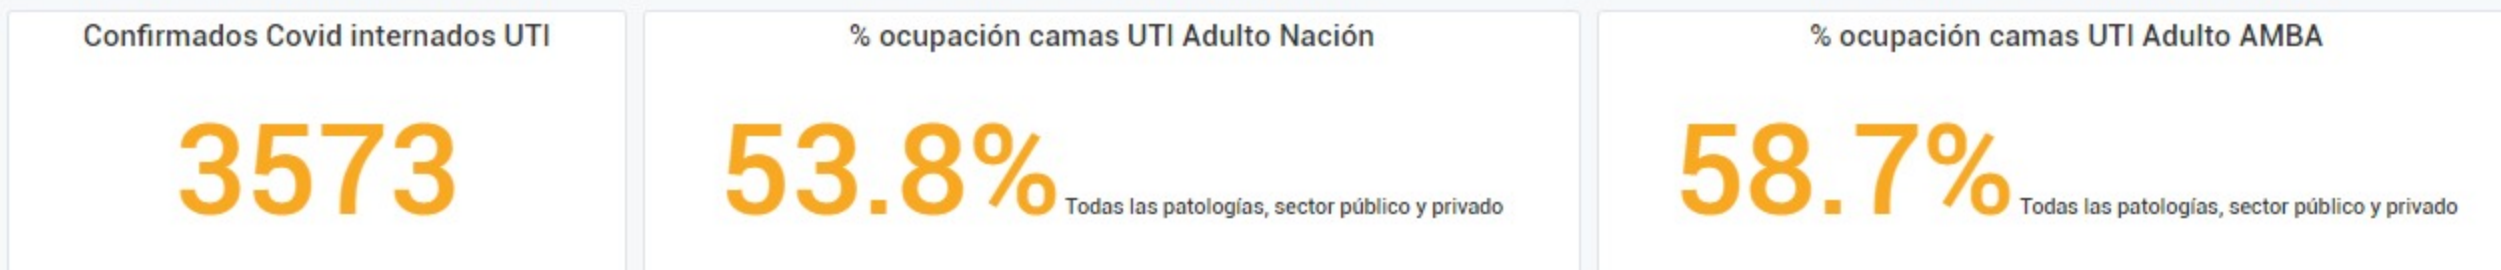 Confirmados Covid internados UTI
3573
% ocupación camas UTI Adulto Nación
53.8% Todas las patologías, sector público y privado
% ocupación camas UTI Adulto AMBA
58.7% Todas las patologías, sector público y privado